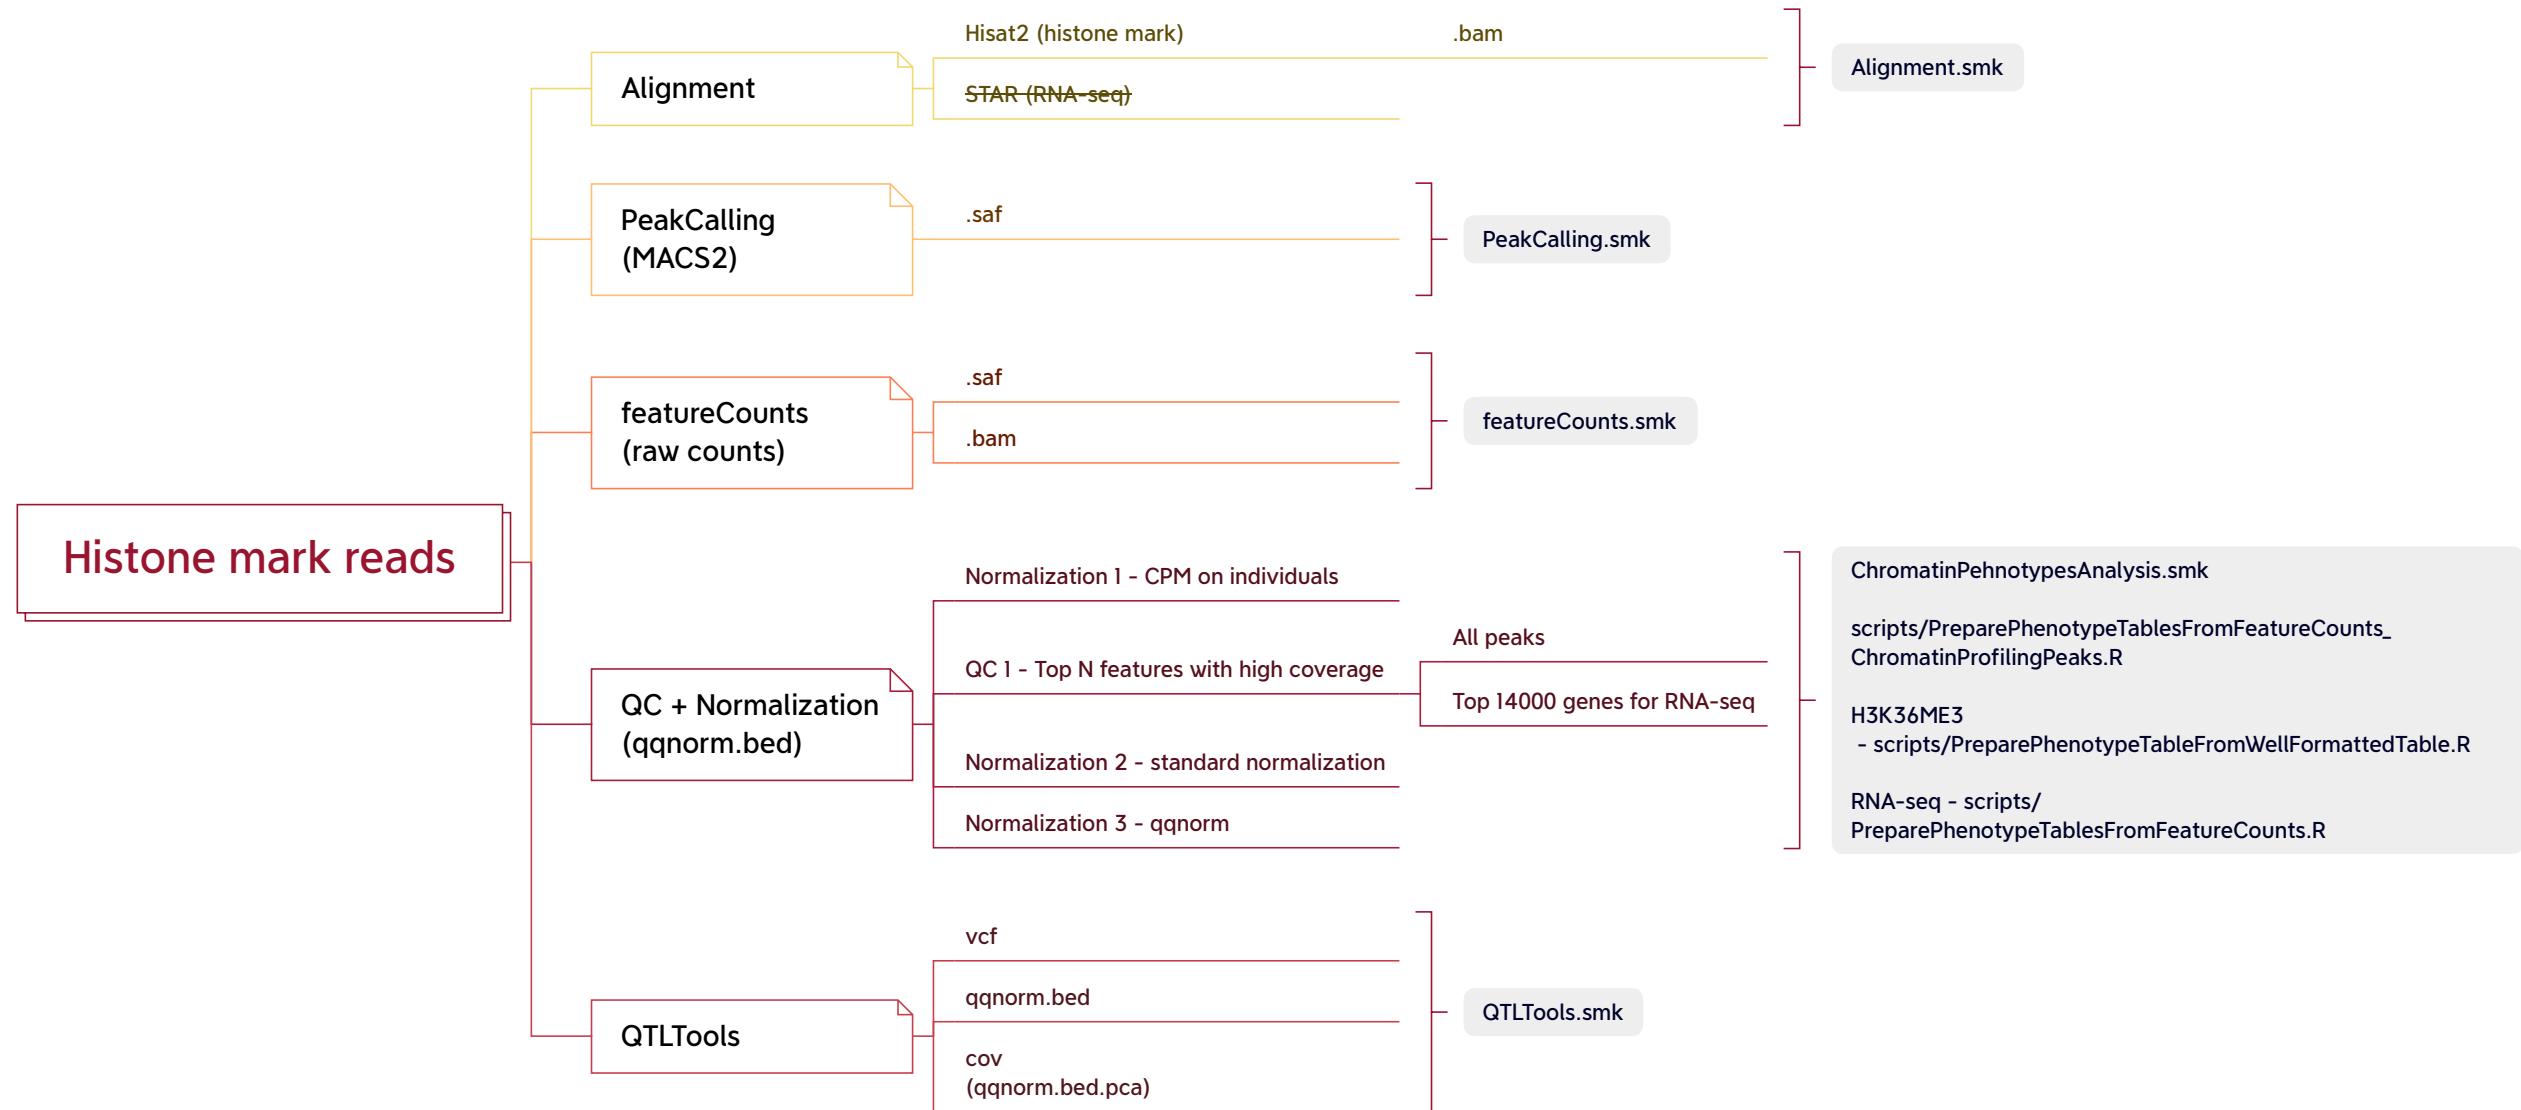 Histone mark reads
Alignment
Hisat2 (histone mark)
.bam
STAR (RNA-seq)
Alignment.smk
PeakCalling
(MACS2)
.saf
PeakCalling.smk
featureCounts
(raw counts)
.saf
.bam
featureCounts.smk
QC + Normalization
(qqnorm.bed)
Normalization 1 - CPM on individuals
QC 1 - Top N features with high coverage
All peaks
Top 14000 genes for RNA-seq
Normalization 2 - standard normalization
Normalization 3 - qqnorm
ChromatinPehnotypesAnalysis.smk
scripts/PreparePhenotypeTablesFromFeatureCounts_
ChromatinProfilingPeaks.R
H3K36ME3
- scripts/PreparePhenotypeTableFromWellFormattedTable.R
RNA-seq - scripts/
PreparePhenotypeTablesFromFeatureCounts.R
QTLTools
vcf
qqnorm.bed
cov
(qqnorm.bed.pca)
QTLTools.smk